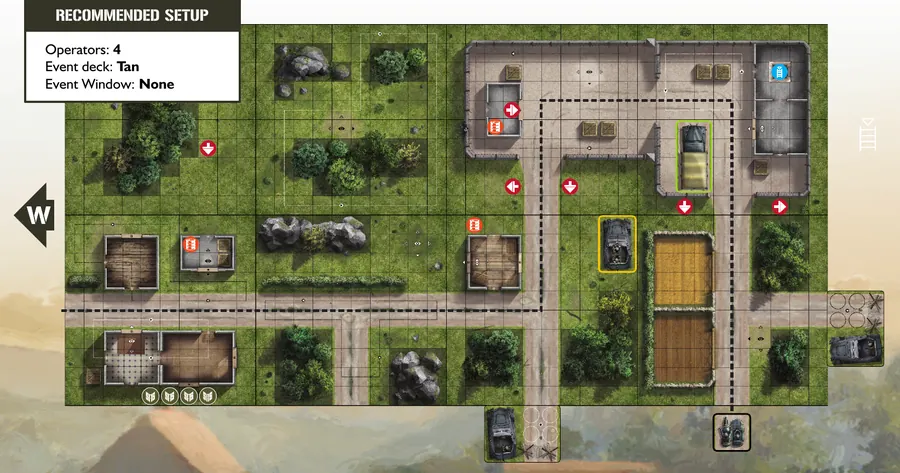 RECOMMENDED SETUP
Operators: 4
Event deck: Tan
Event Window: None
W